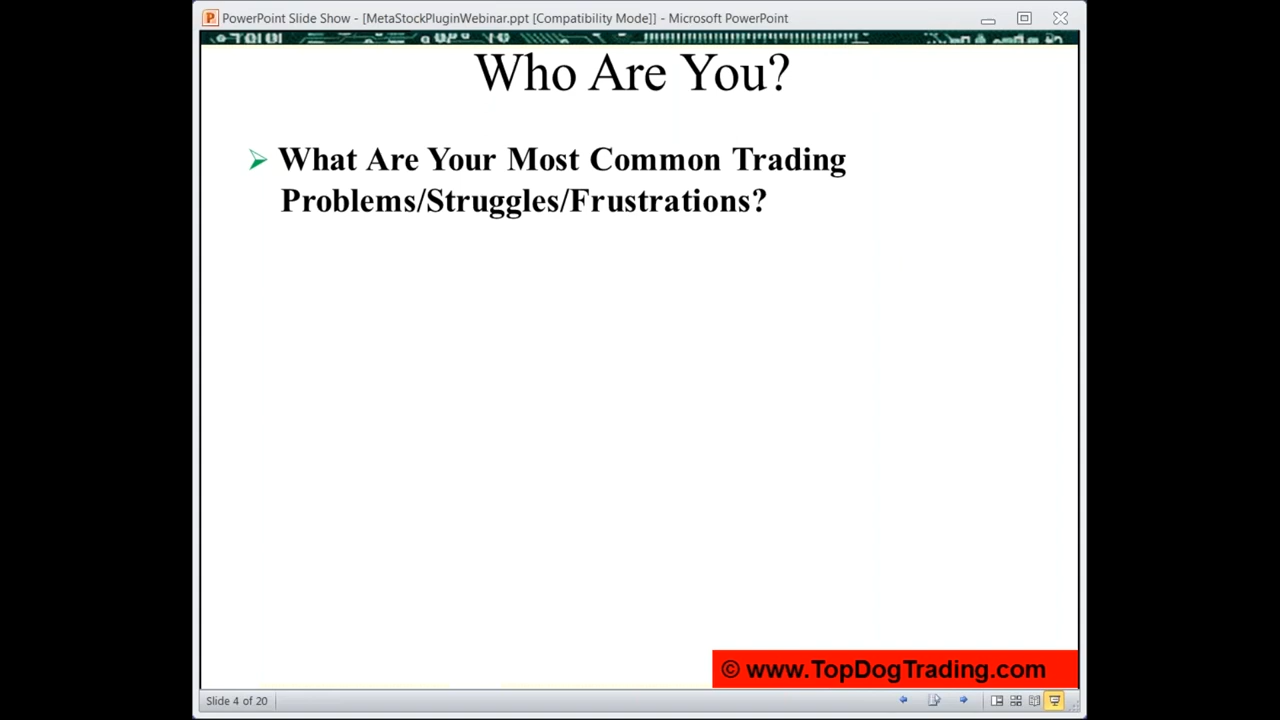 PowerPoint Slide Show - [MetaStockPluginWebinar.ppt [Compatibility Mode]] - Microsoft PowerPoint
Who Are You?
What Are Your Most Common Trading
Problems/Struggles/Frustrations?
© www.TopDogTrading.com
Slide 4 of 20